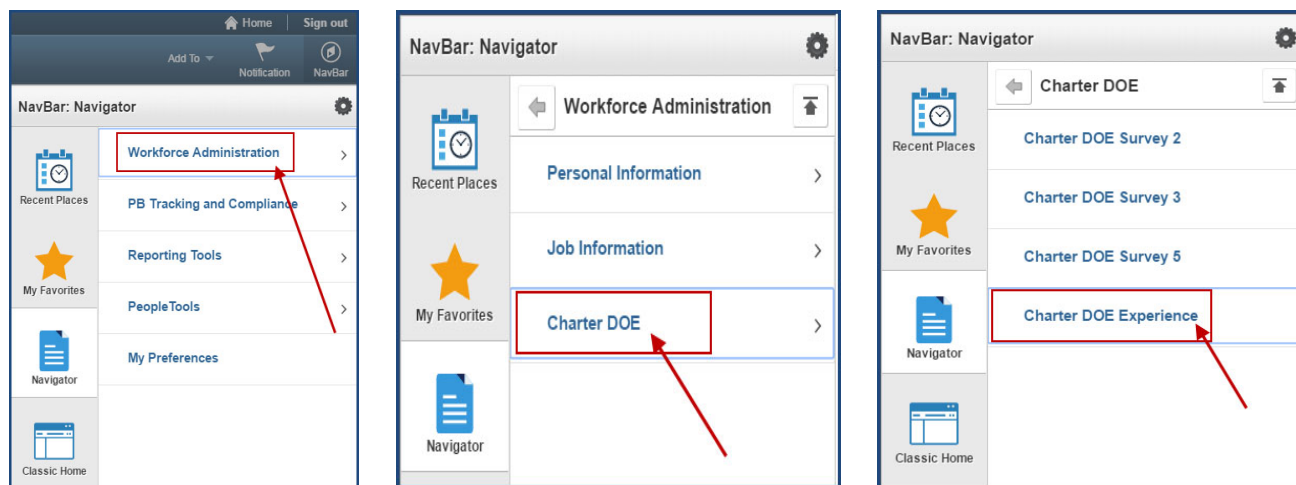 Home
Sign out
Add To
Notification
NavBar
NavBar: Navigator
Recent Places
My Favorites
Navigator
Classic Home
Workforce Administration
PB Tracking and Compliance
Reporting Tools
PeopleTools
My Preferences
NavBar: Navigator
Recent Places
My Favorites
Navigator
Workforce Administration
Personal Information
Job Information
Charter DOE
NavBar: Navigator
Recent Places
My Favorites
Navigator
Classic Home
Charter DOE
Charter DOE Survey 2
Charter DOE Survey 3
Charter DOE Survey 5
Charter DOE Experience